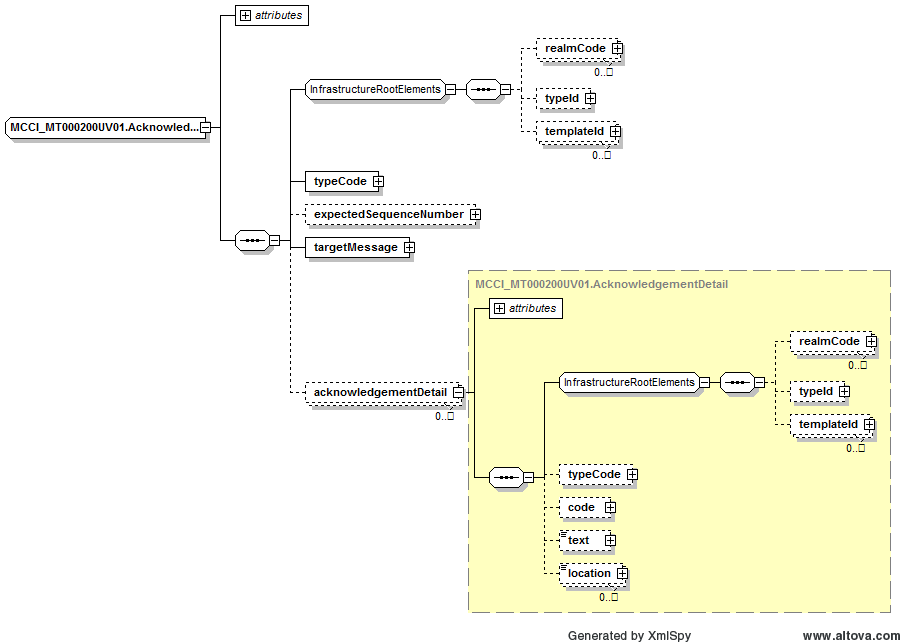 attributes
realmCode
0..□
InfrastructureRootElements
typeId
MCCI_MT000200UV01.Acknowled...
templateId
0..□
typeCode
expectedSequenceNumber
targetMessage
MCCI_MT000200UV01.AcknowledgementDetail
attributes
realmCode
0..□
InfrastructureRootElements
typeId
acknowledgementDetail
0..□
templateId
0..□
typeCode
code
text
location
0..□
Generated by XmlSpy
www.altova.com